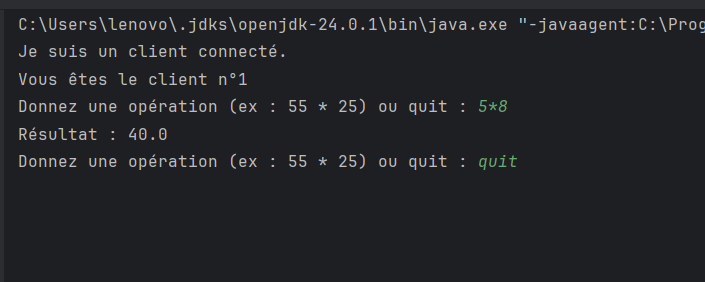 C:\Users\lenovo\.jdks\openjdk-24.0.1\bin\java.exe "-javaagent:C:\Prog
Je suis un client connecté.
Vous êtes le client n°1
Donnez une opération (ex : 55 * 25) ou quit : 5*8
Résultat : 40.0
Donnez une opération (ex : 55 * 25) ou quit : quit